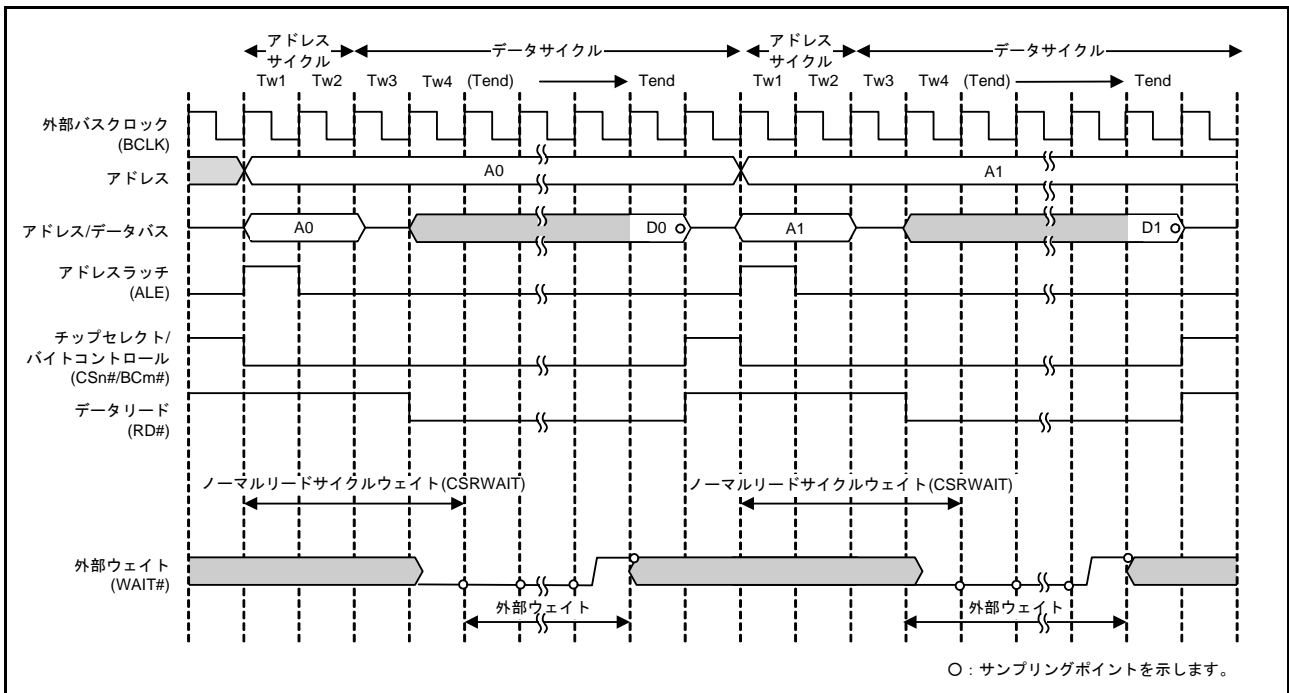 アドレス
サイクル
データサイクル
アドレス
サイクル
データサイクル
Tw1 Tw2 Tw3 Tw4 (Tend) Tend Tw1 Tw2 Tw3 Tw4 (Tend) Tend
外部バスクロック
(BCLK)
アドレス
A0 A1
アドレス/データバス
A0 D0 A1 D1
アドレスラッチ
(ALE)
チップセレクト/
バイトコントロール
(CSn#/BCm#)
データリード
(RD#)
ノーマルリードサイクルウェイト(CSRWAIT) ノーマルリードサイクルウェイト(CSRWAIT)
外部ウェイト
(WAIT#)
外部ウェイト 外部ウェイト
○:サンプリングポイントを示します。